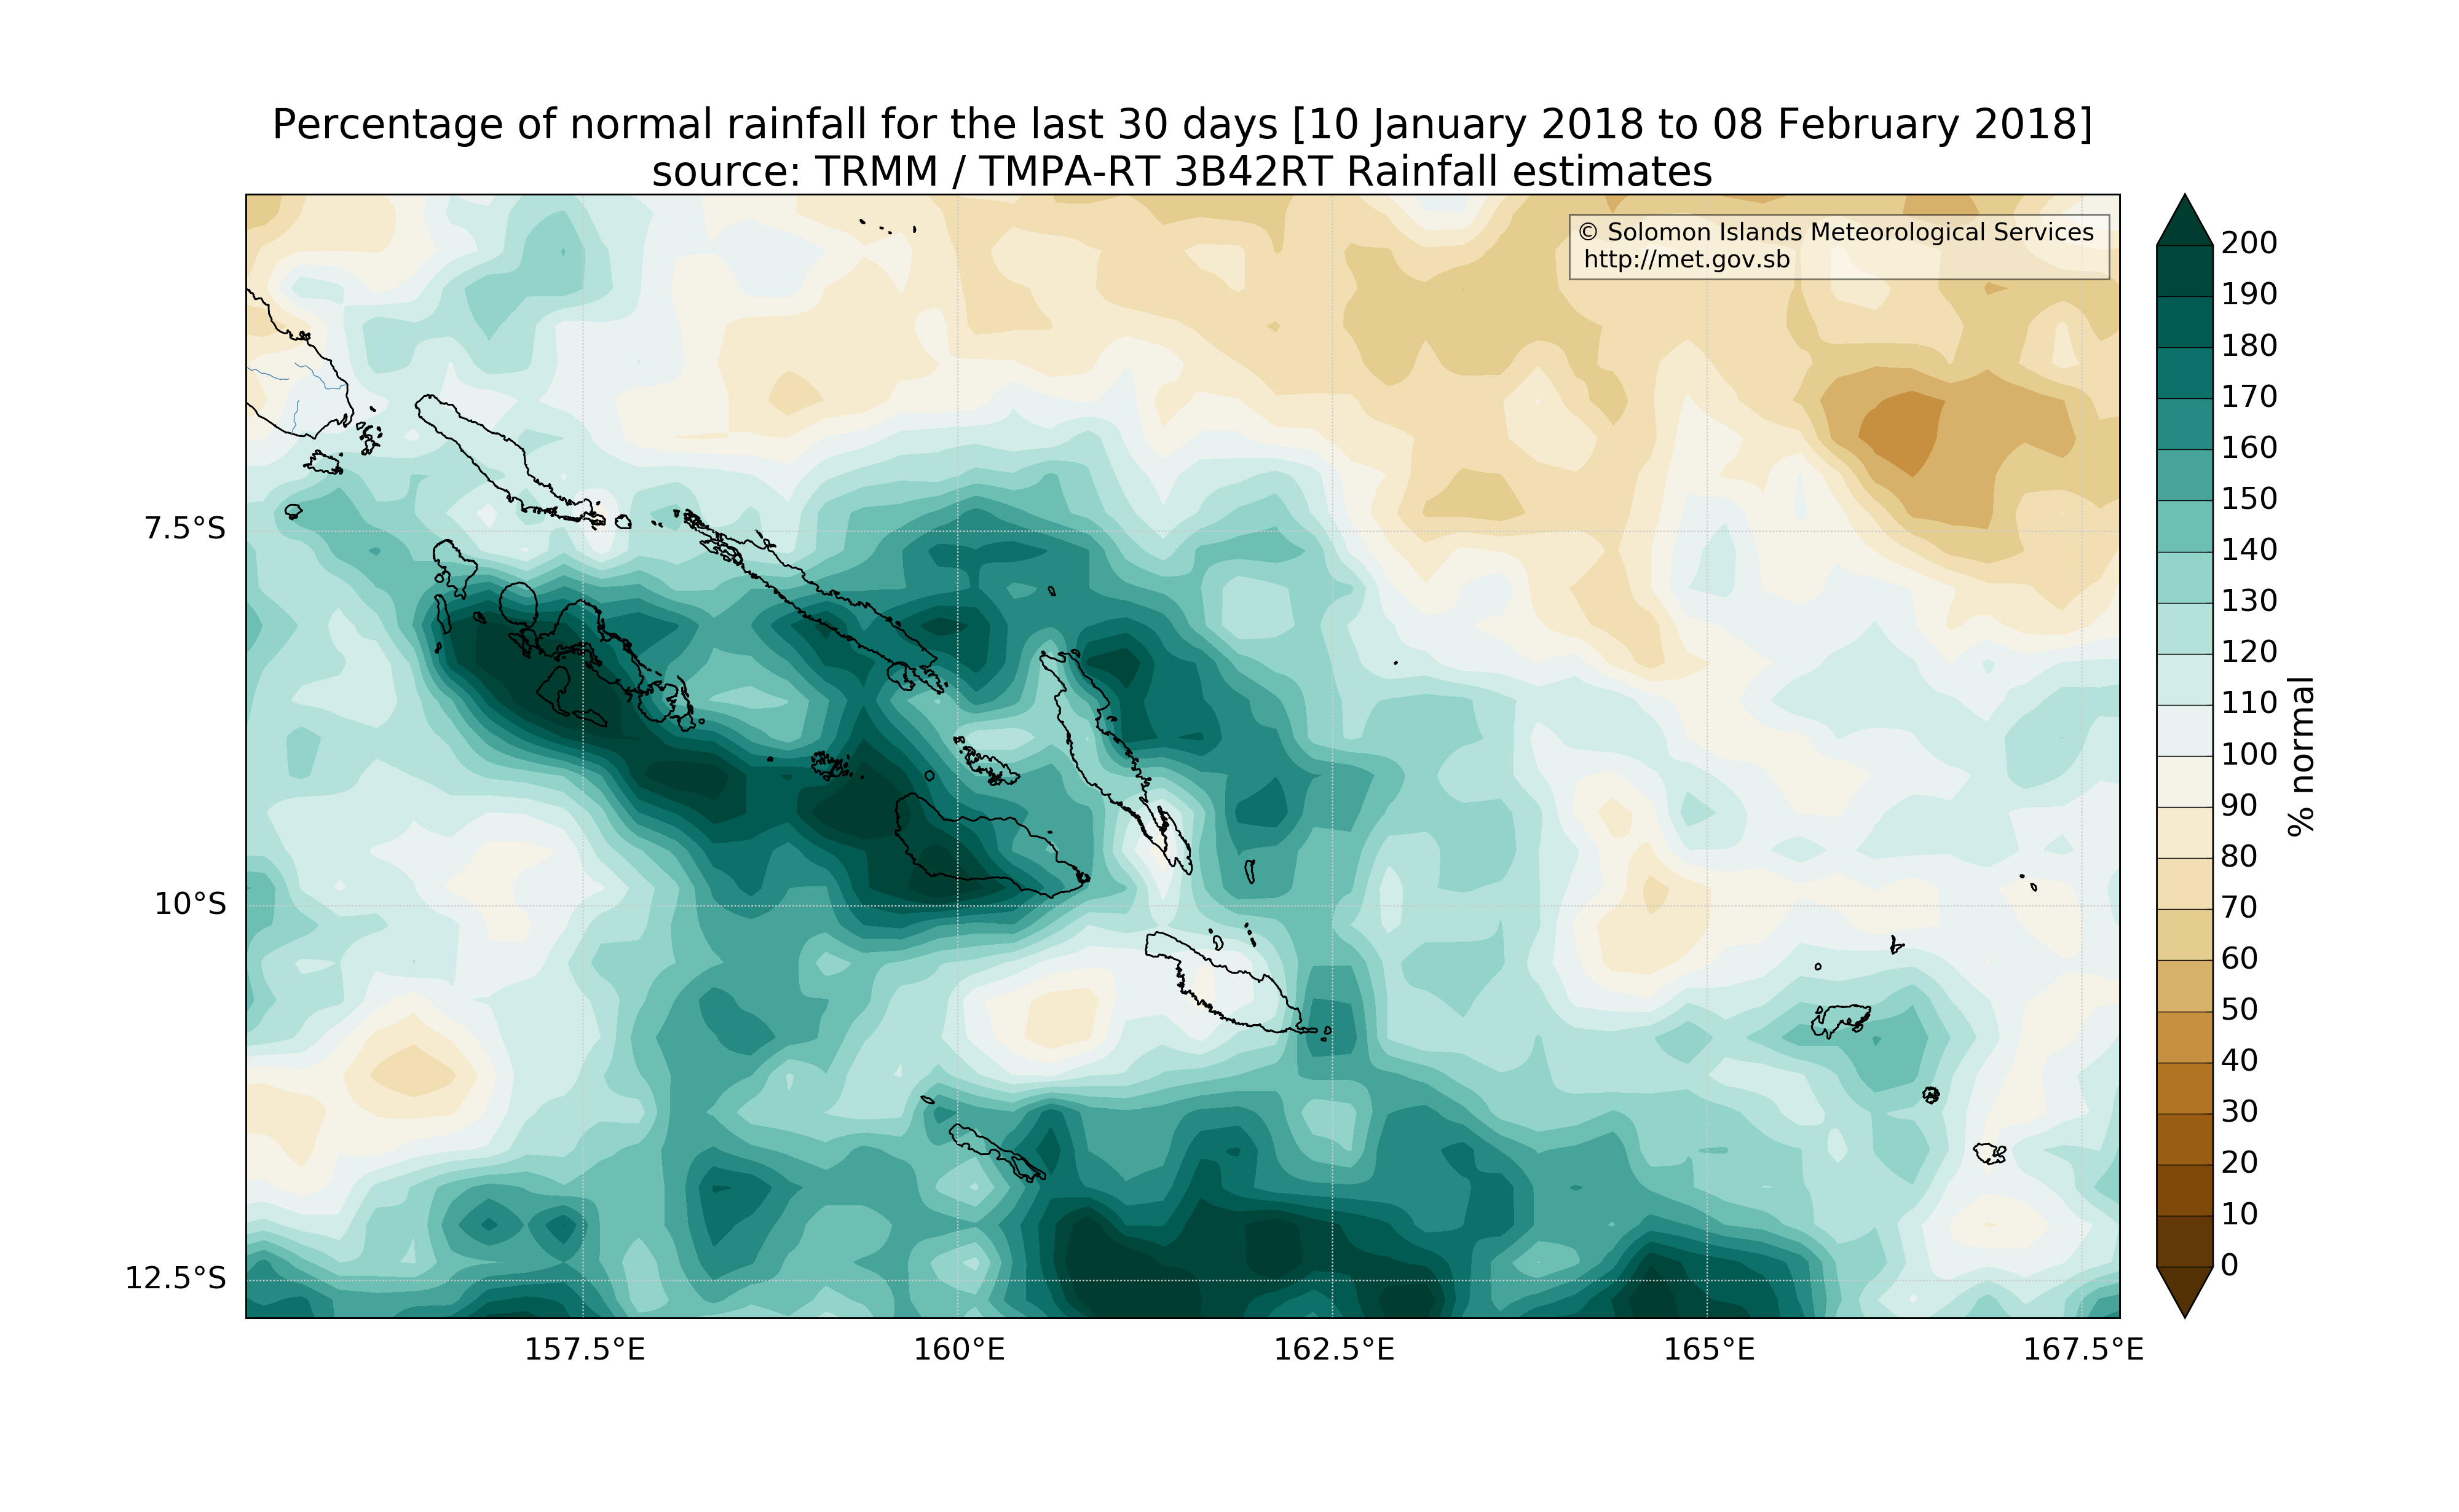 Percentage of normal rainfall for the last 30 days [10 January 2018 to 08 February 2018]
source: TRMM / TMPA-RT 3B42RT Rainfall estimates
© Solomon Islands Meteorological Services
http://met.gov.sb
7.5°S
10°S
12.5°S
157.5°E
160°E
162.5°E
165°E
167.5°E
200
190
180
170
160
150
140
130
120
110
100
90
80
70
60
50
40
30
20
10
0
% normal